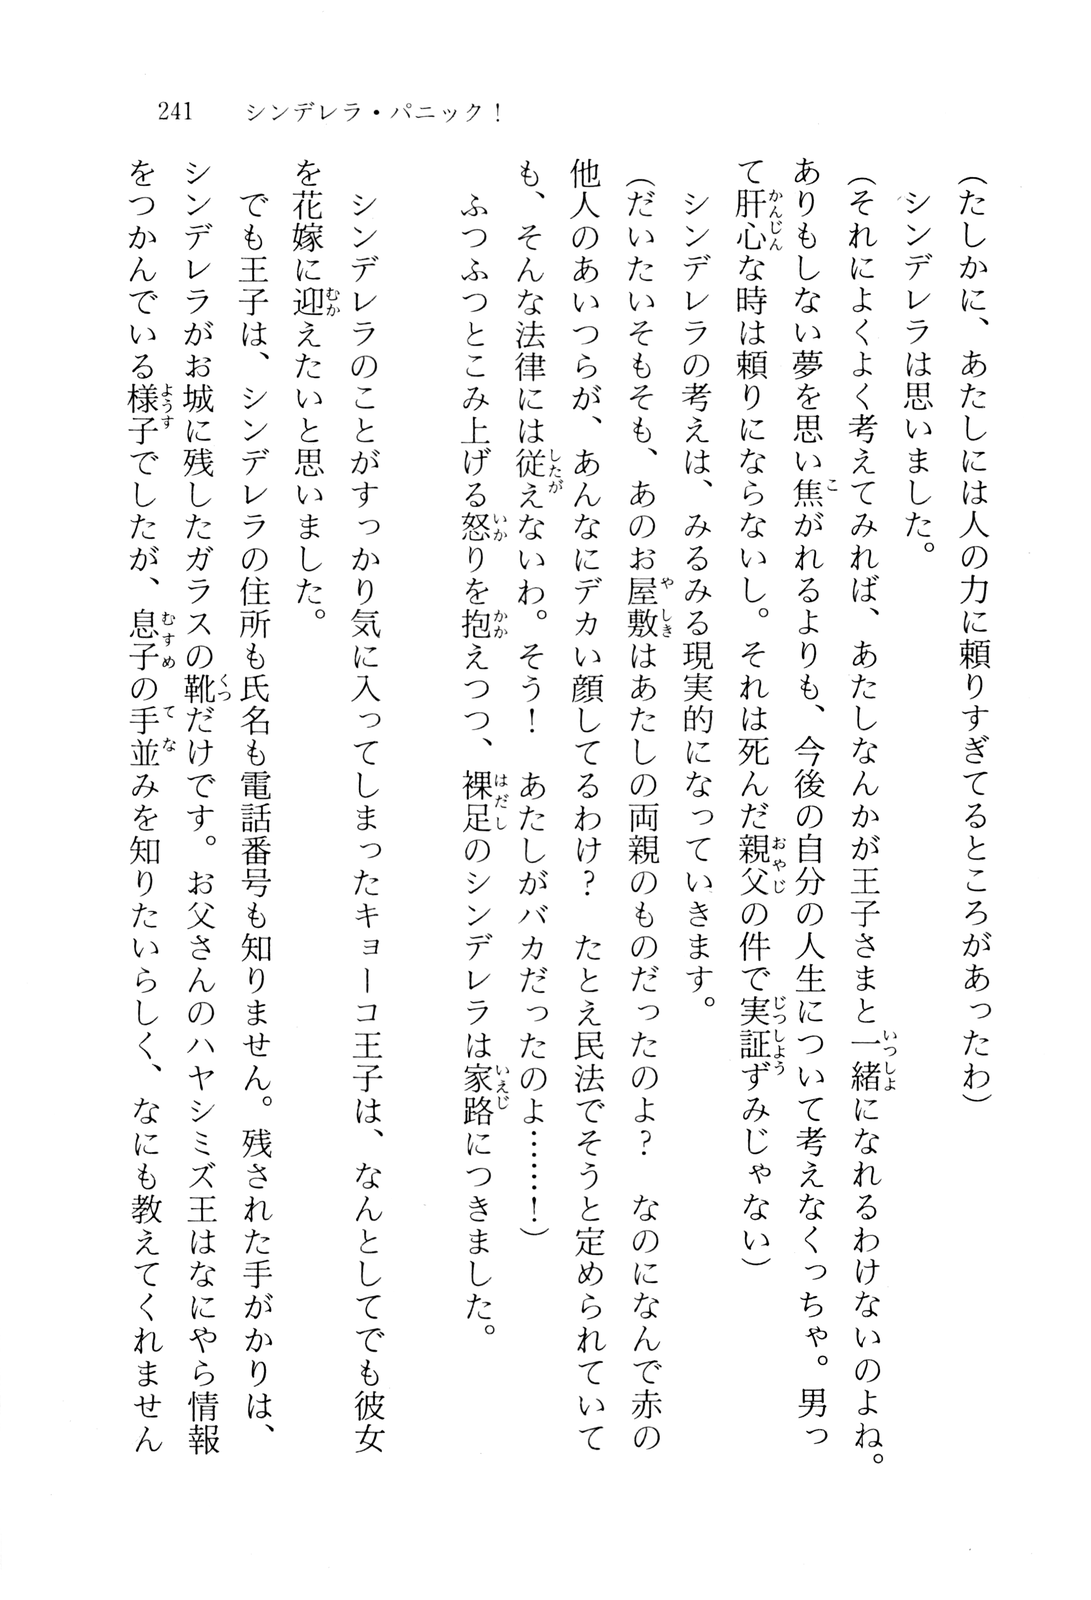 241　シンデレラ・パニック！
（たしかに、あたしには人の力に頼りすぎてるところがあったわ）
　シンデレラは思いました。
（それによくよく考えてみれば、あたしなんかが王子さまと一緒になれるわけないのよね。
ありもしない夢を思い焦がれるよりも、今後の自分の人生について考えなくっちゃ。男っ
て肝心な時は頼りにならないし。それは死んだ親父の件で実証ずみじゃない）
　シンデレラの考えは、みるみる現実的になっていきます。
（だいたいそもそも、あのお屋敷はあたしの両親のものだったのよ？　なのになんで赤の
他人のあいつらが、あんなにデカい顔してるわけ？　たとえ民法でそうと定められていて
も、そんな法律には従えないわ。そう！　あたしがバカだったのよ……！）
　ふつふつとこみ上げる怒りを抱えつつ、裸足のシンデレラは家路につきました。
　シンデレラのことがすっかり気に入ってしまったキョーコ王子は、なんとしてでも彼女
を花嫁に迎えたいと思いました。
　でも王子は、シンデレラの住所も氏名も電話番号も知りません。残された手がかりは、
シンデレラがお城に残したガラスの靴だけです。お父さんのハヤシミズ王はなにやら情報
をつかんでいる様子でしたが、息子の手並みを知りたいらしく、なにも教えてくれません